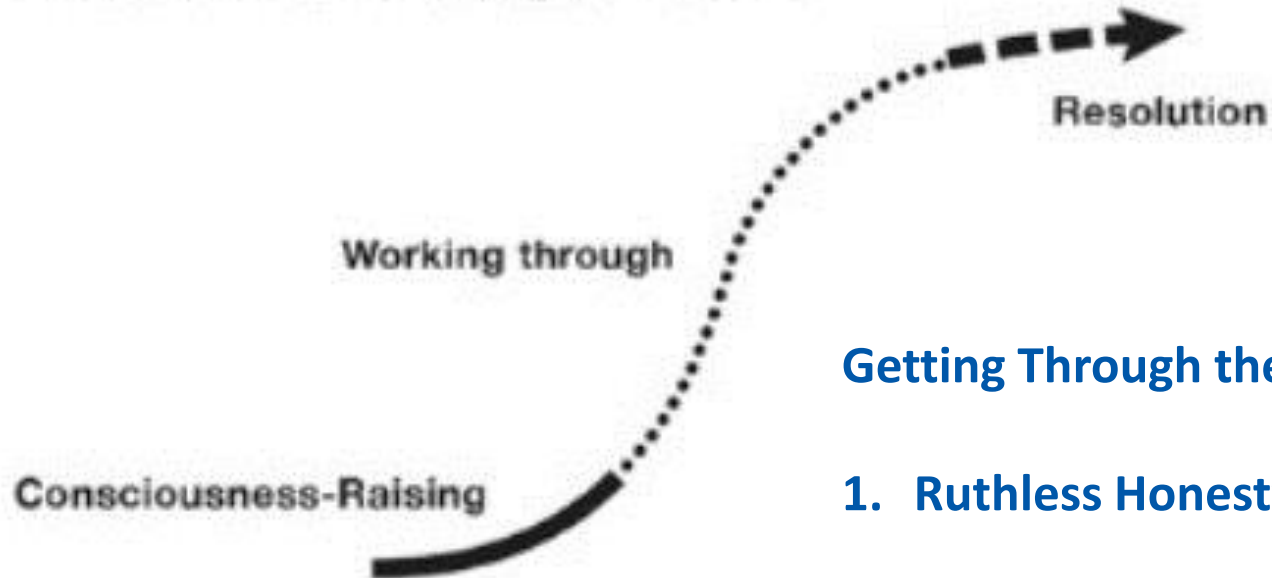 Resolution
Working through
Getting Through the
Consciousness-Raising
1. Ruthless Honest